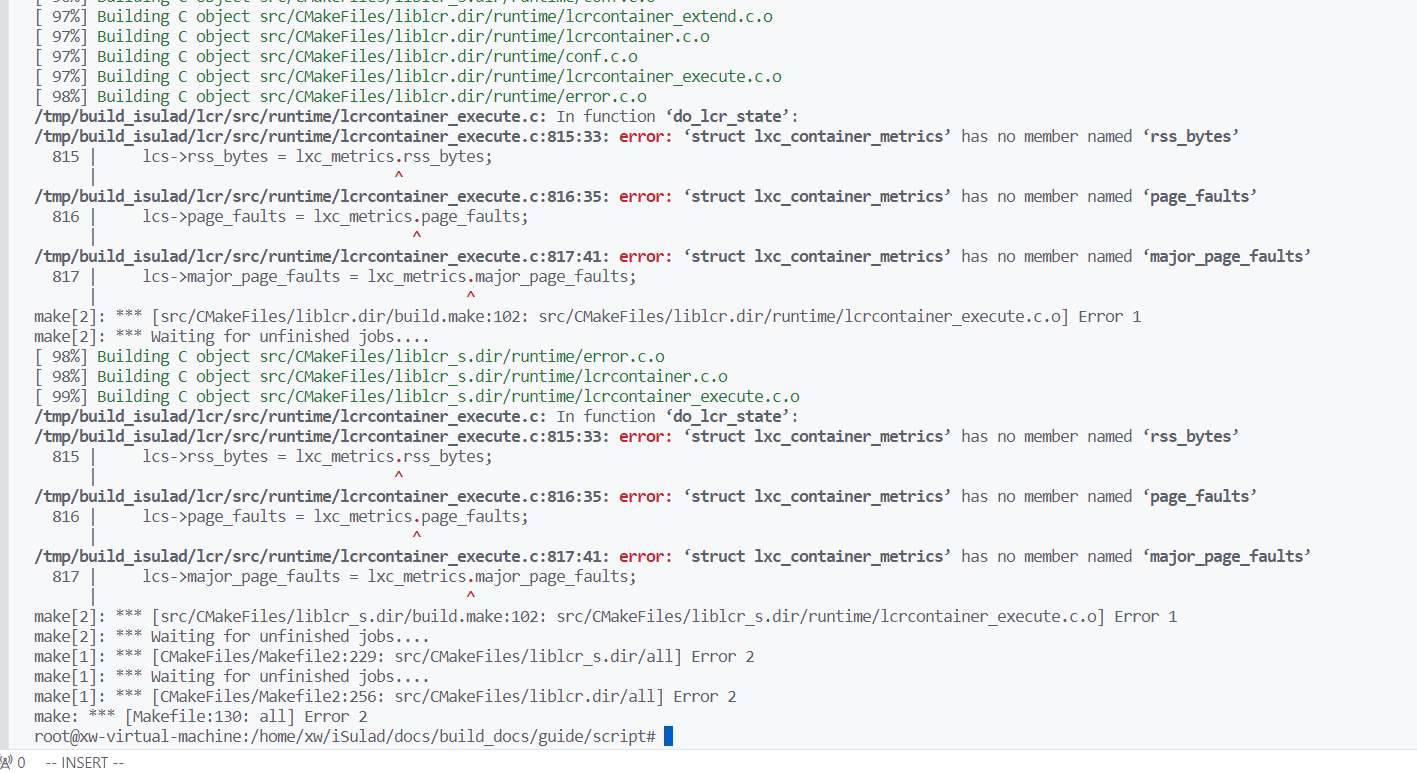 [ 97%] Building C object src/CMakeFiles/liblcr.dir/runtime/lcrcontainer_extend.c.o
[ 97%] Building C object src/CMakeFiles/liblcr.dir/runtime/lcrcontainer.c.o
[ 97%] Building C object src/CMakeFiles/liblcr.dir/runtime/conf.c.o
[ 97%] Building C object src/CMakeFiles/liblcr.dir/runtime/lcrcontainer_execute.c.o
[ 98%] Building C object src/CMakeFiles/liblcr.dir/runtime/error.c.o
/tmp/build_isulad/lcr/src/runtime/lcrcontainer_execute.c: In function ‘do_lcr_state’:
/tmp/build_isulad/lcr/src/runtime/lcrcontainer_execute.c:815:33: error: ‘struct lxc_container_metrics’ has no member named ‘rss_bytes’
  815 |     lcs->rss_bytes = lxc_metrics.rss_bytes;
      |                                 ^
/tmp/build_isulad/lcr/src/runtime/lcrcontainer_execute.c:816:35: error: ‘struct lxc_container_metrics’ has no member named ‘page_faults’
  816 |     lcs->page_faults = lxc_metrics.page_faults;
      |                                   ^
/tmp/build_isulad/lcr/src/runtime/lcrcontainer_execute.c:817:41: error: ‘struct lxc_container_metrics’ has no member named ‘major_page_faults’
  817 |     lcs->major_page_faults = lxc_metrics.major_page_faults;
      |                                         ^
make[2]: *** [src/CMakeFiles/liblcr.dir/build.make:102: src/CMakeFiles/liblcr.dir/runtime/lcrcontainer_execute.c.o] Error 1
make[2]: *** Waiting for unfinished jobs....
[ 98%] Building C object src/CMakeFiles/liblcr_s.dir/runtime/error.c.o
[ 98%] Building C object src/CMakeFiles/liblcr_s.dir/runtime/lcrcontainer.c.o
[ 99%] Building C object src/CMakeFiles/liblcr_s.dir/runtime/lcrcontainer_execute.c.o
/tmp/build_isulad/lcr/src/runtime/lcrcontainer_execute.c: In function ‘do_lcr_state’:
/tmp/build_isulad/lcr/src/runtime/lcrcontainer_execute.c:815:33: error: ‘struct lxc_container_metrics’ has no member named ‘rss_bytes’
  815 |     lcs->rss_bytes = lxc_metrics.rss_bytes;
      |                                 ^
/tmp/build_isulad/lcr/src/runtime/lcrcontainer_execute.c:816:35: error: ‘struct lxc_container_metrics’ has no member named ‘page_faults’
  816 |     lcs->page_faults = lxc_metrics.page_faults;
      |                                   ^
/tmp/build_isulad/lcr/src/runtime/lcrcontainer_execute.c:817:41: error: ‘struct lxc_container_metrics’ has no member named ‘major_page_faults’
  817 |     lcs->major_page_faults = lxc_metrics.major_page_faults;
      |                                         ^
make[2]: *** [src/CMakeFiles/liblcr_s.dir/build.make:102: src/CMakeFiles/liblcr_s.dir/runtime/lcrcontainer_execute.c.o] Error 1
make[2]: *** Waiting for unfinished jobs....
make[1]: *** [CMakeFiles/Makefile2:229: src/CMakeFiles/liblcr_s.dir/all] Error 2
make[1]: *** Waiting for unfinished jobs....
make[1]: *** [CMakeFiles/Makefile2:256: src/CMakeFiles/liblcr.dir/all] Error 2
make: *** [Makefile:130: all] Error 2
root@xw-virtual-machine:/home/xw/iSulad/docs/build_docs/guide/script#
0 -- INSERT --